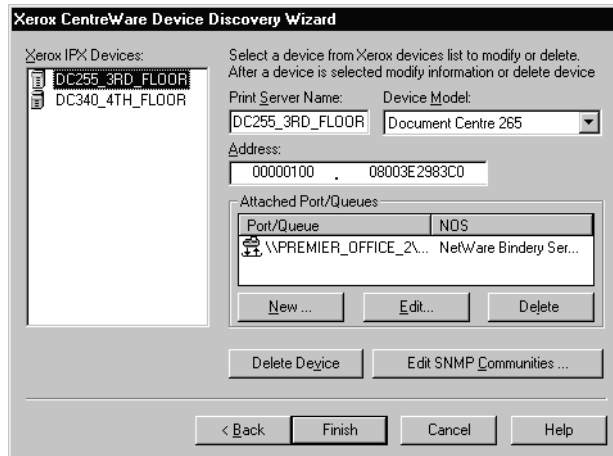 Xerox CentreWare Device Discovery Wizard
Xerox IPX Devices:
DC255_3RD_FLOOR
DC340_4TH_FLOOR
Select a device from Xerox devices list to modify or delete.
After a device is selected modify information or delete device
Print Server Name:
Device Model:
DC255_3RD_FLOOR
Document Centre 265
Address:
00000100 . 08003E2983C0
Attached Port/Queues
Port/Queue
NOS
\\PREMIER_OFFICE_2\...
NetWare Bindery Ser...
New ...
Edit...
Delete
Delete Device
Edit SNMP Communities ...
< Back
Finish
Cancel
Help